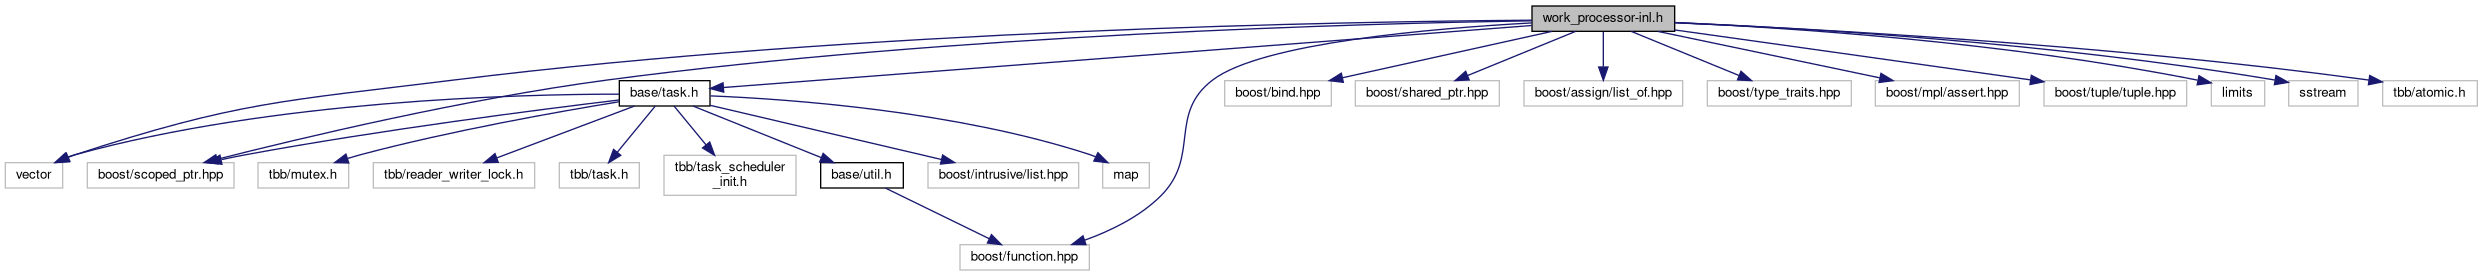 work_processor-inl.h
base/task.h
boost/bind.hpp
boost/shared_ptr.hpp
boost/assign/list_of.hpp
boost/type_traits.hpp
boost/mpl/assert.hpp
boost/tuple/tuple.hpp
limits
sstream
tbb/atomic.h
vector
boost/scoped_ptr.hpp
tbb/mutex.h
tbb/reader_writer_lock.h
tbb/task.h
tbb/task_scheduler
_init.h
base/util.h
boost/intrusive/list.hpp
map
boost/function.hpp